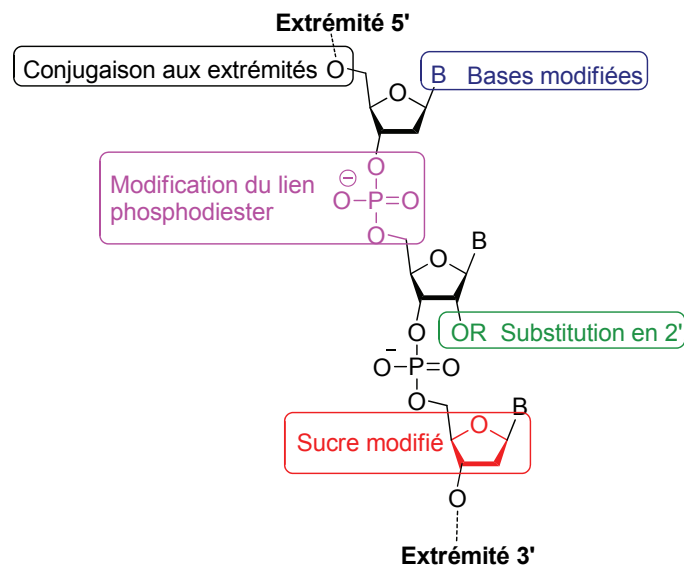 Extrémité 5'
Conjugaison aux extrémités O
B Bases modifiées
O
O
Modification du lien
phosphodiester
⊖
O-P=O
O
B
O
O
OR Substitution en 2'
−
O-P=O
O
B
Sucre modifié
O
O
Extrémité 3'